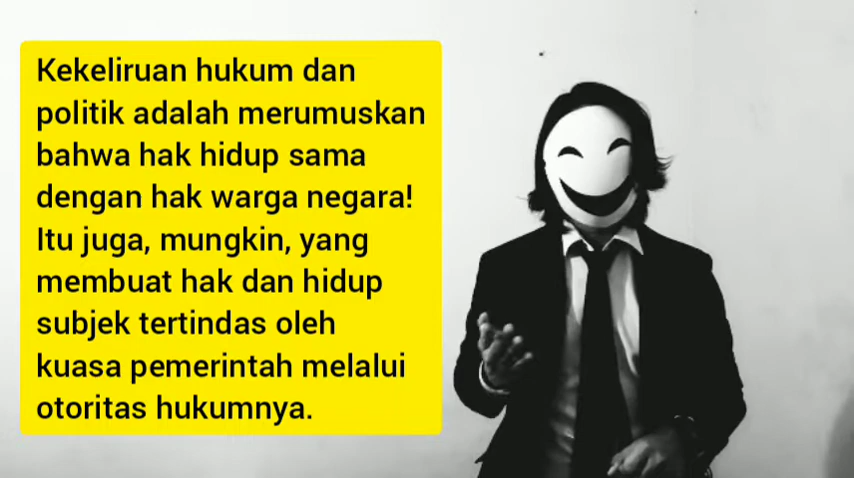 Kekeliruan hukum dan
politik adalah merumuskan
bahwa hak hidup sama
dengan hak warga negara!
Itu juga, mungkin, yang
membuat hak dan hidup
subjek tertindas oleh
kuasa pemerintah melalui
otoritas hukumnya.